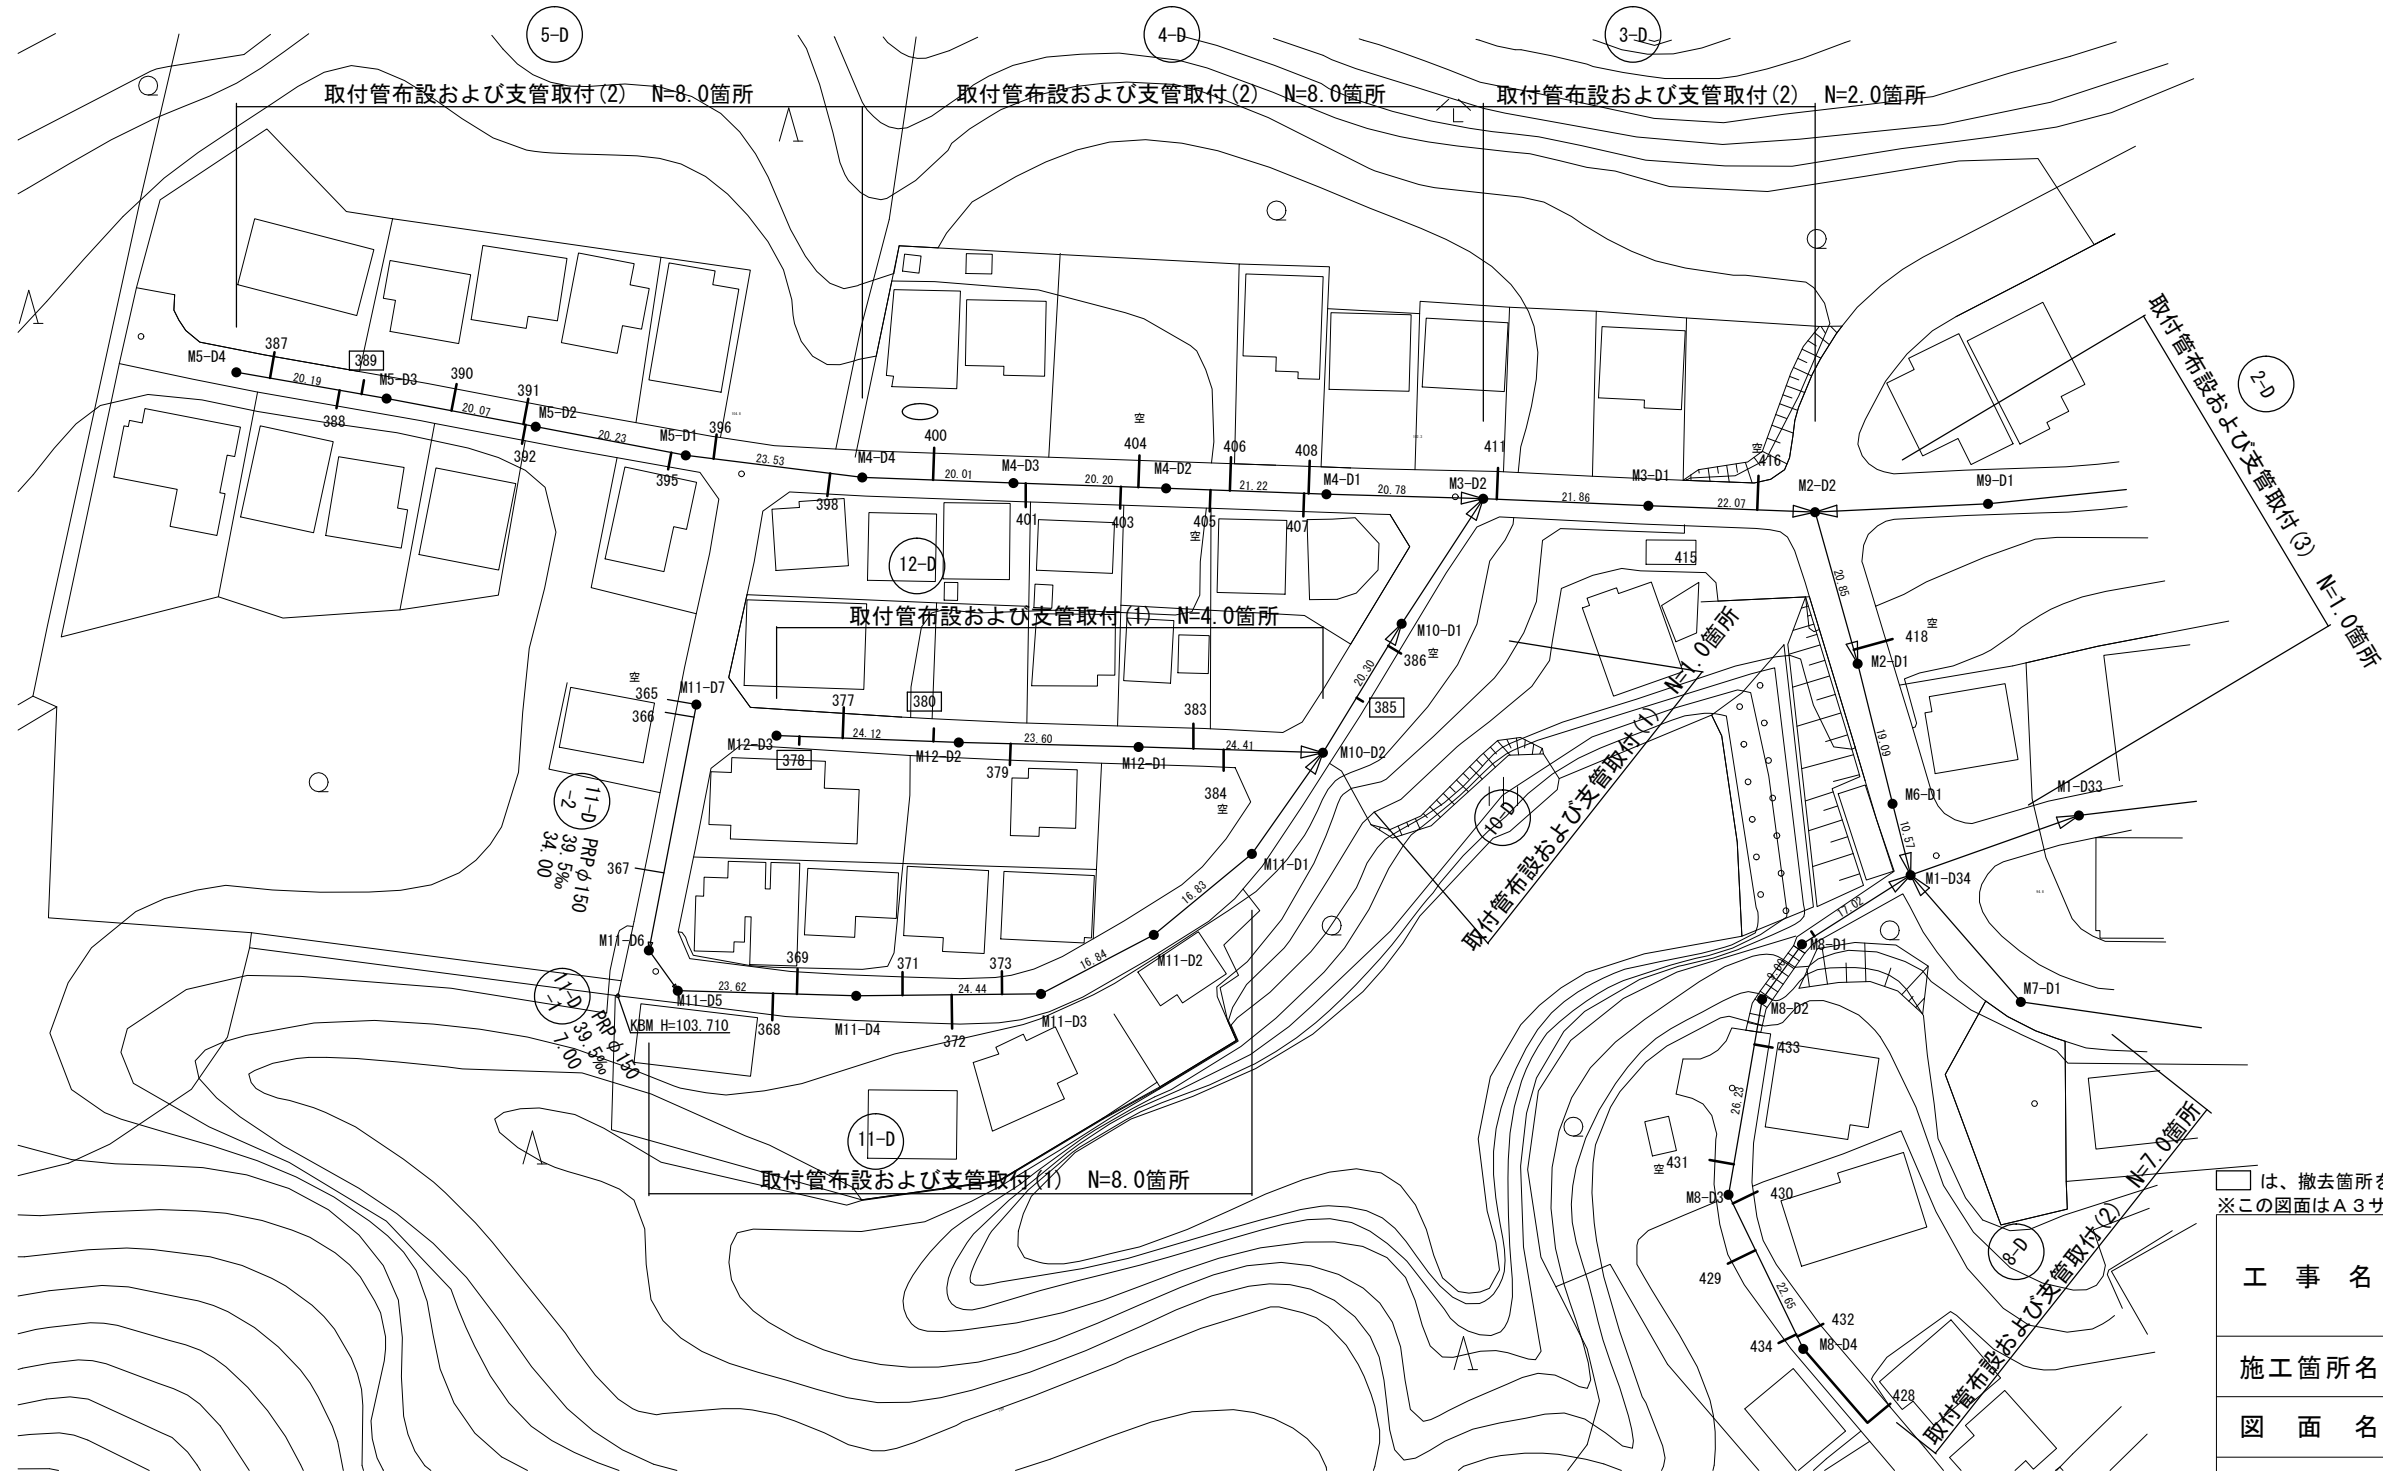 5-D
4-D
3-D
取付管布設および支管取付(2) N=8.0箇所
取付管布設および支管取付(2) N=8.0箇所
取付管布設および支管取付(2) N=2.0箇所
取付管布設および支管取付(3) N=1.0箇所
2-D
387
389
M5-D4
20.19
M5-D3
388
390
20.07
391
M5-D2
392
20.23
M5-D1
395
396
23.53
398
M4-D4
400
20.01
M4-D3
401
20.20
403
空
404
M4-D2
405
空
406
21.22
408
407
M4-D1
20.78
M3-D2
411
21.86
M3-D1
22.07
空
416
M2-D2
M9-D1
415
12-D
取付管布設および支管取付(1) N=4.0箇所
20.85
418
空
M2-D1
19.09
M6-D1
10.57
M1-D33
M1-D34
M10-D1
386
空
20.30
385
M10-D2
空
365
366
M11-D7
377
380
383
M12-D3
24.12
378
M12-D2
23.60
379
M12-D1
24.41
384
空
取付管布設および支管取付(1) N=1.0箇所
10-D
11-D
-2
PRPφ150
39.5‰
34.00
367
M11-D6
11-D
-1
PRPφ150
39.5‰
7.00
M11-D5
KBM H=103.710
23.62
369
368
M11-D4
371
24.44
373
372
M11-D3
16.84
M11-D2
16.83
M11-D1
11-D
取付管布設および支管取付(1) N=8.0箇所
17.02
M8-D1
9.99
M8-D2
M7-D1
433
26.23
空
431
M8-D3
430
429
22.65
432
434
M8-D4
428
8-D
取付管布設および支管取付(2) N=7.0箇所
は、撤去箇所を
※この図面はA3サ
工事名
施工箇所名
図面名